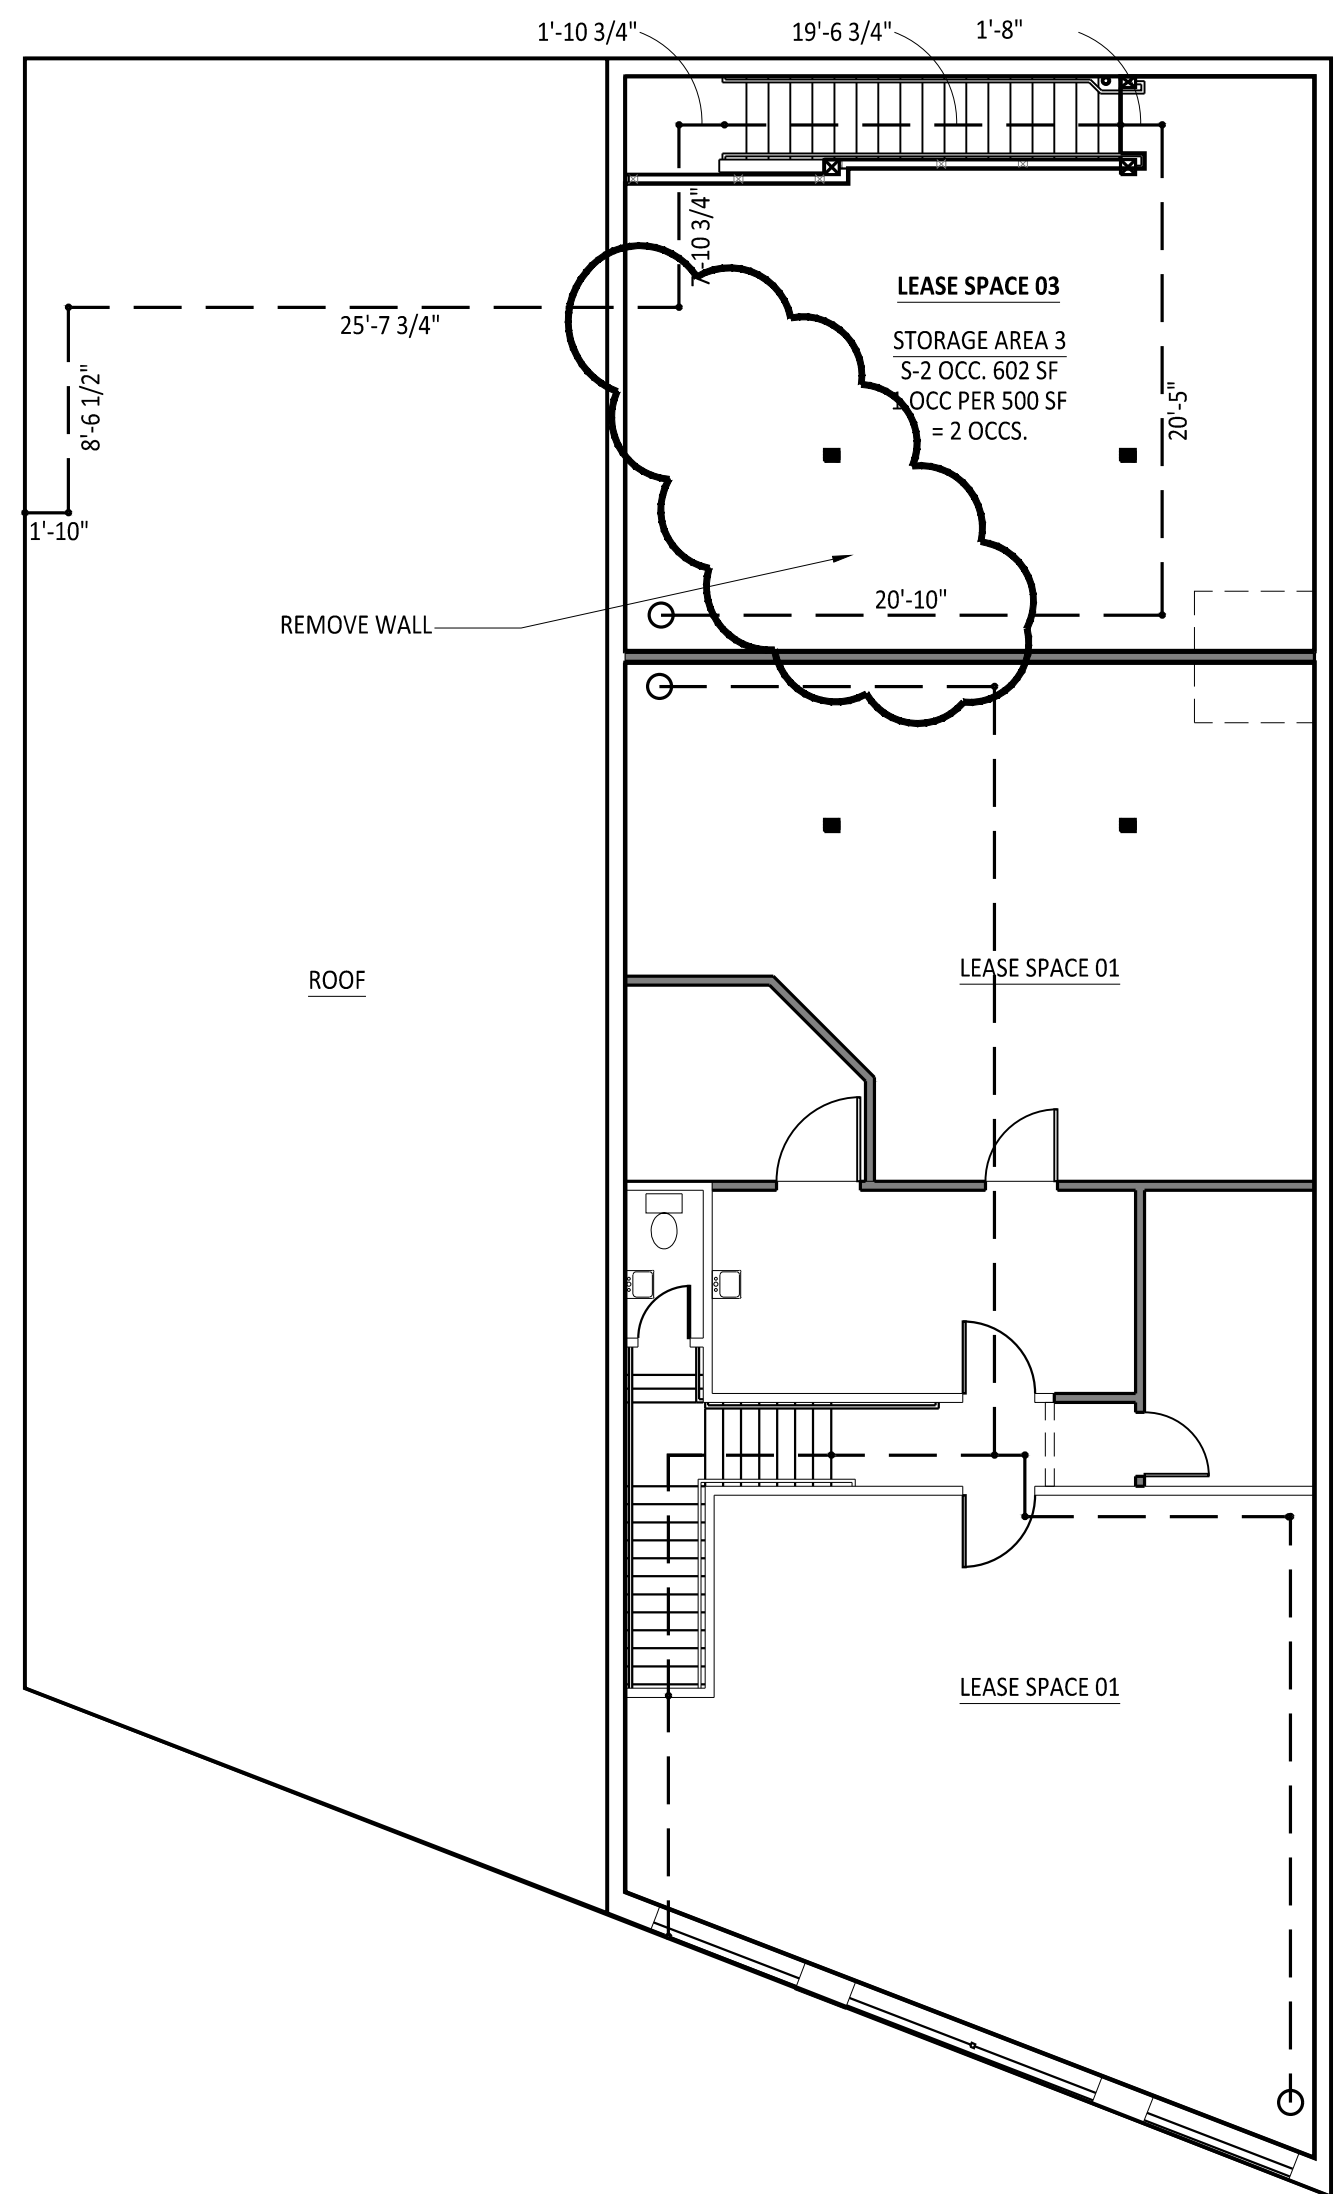 1'-10 3/4"
19'-6 3/4"
1'-8"
7'-10 3/4"
LEASE SPACE 03
25'-7 3/4"
STORAGE AREA 3
S-2 OCC. 602 SF
1 OCC PER 500 SF
= 2 OCCS.
8'-6 1/2"
20'-5"
1'-10"
20'-10"
REMOVE WALL
LEASE SPACE 01
ROOF
LEASE SPACE 01